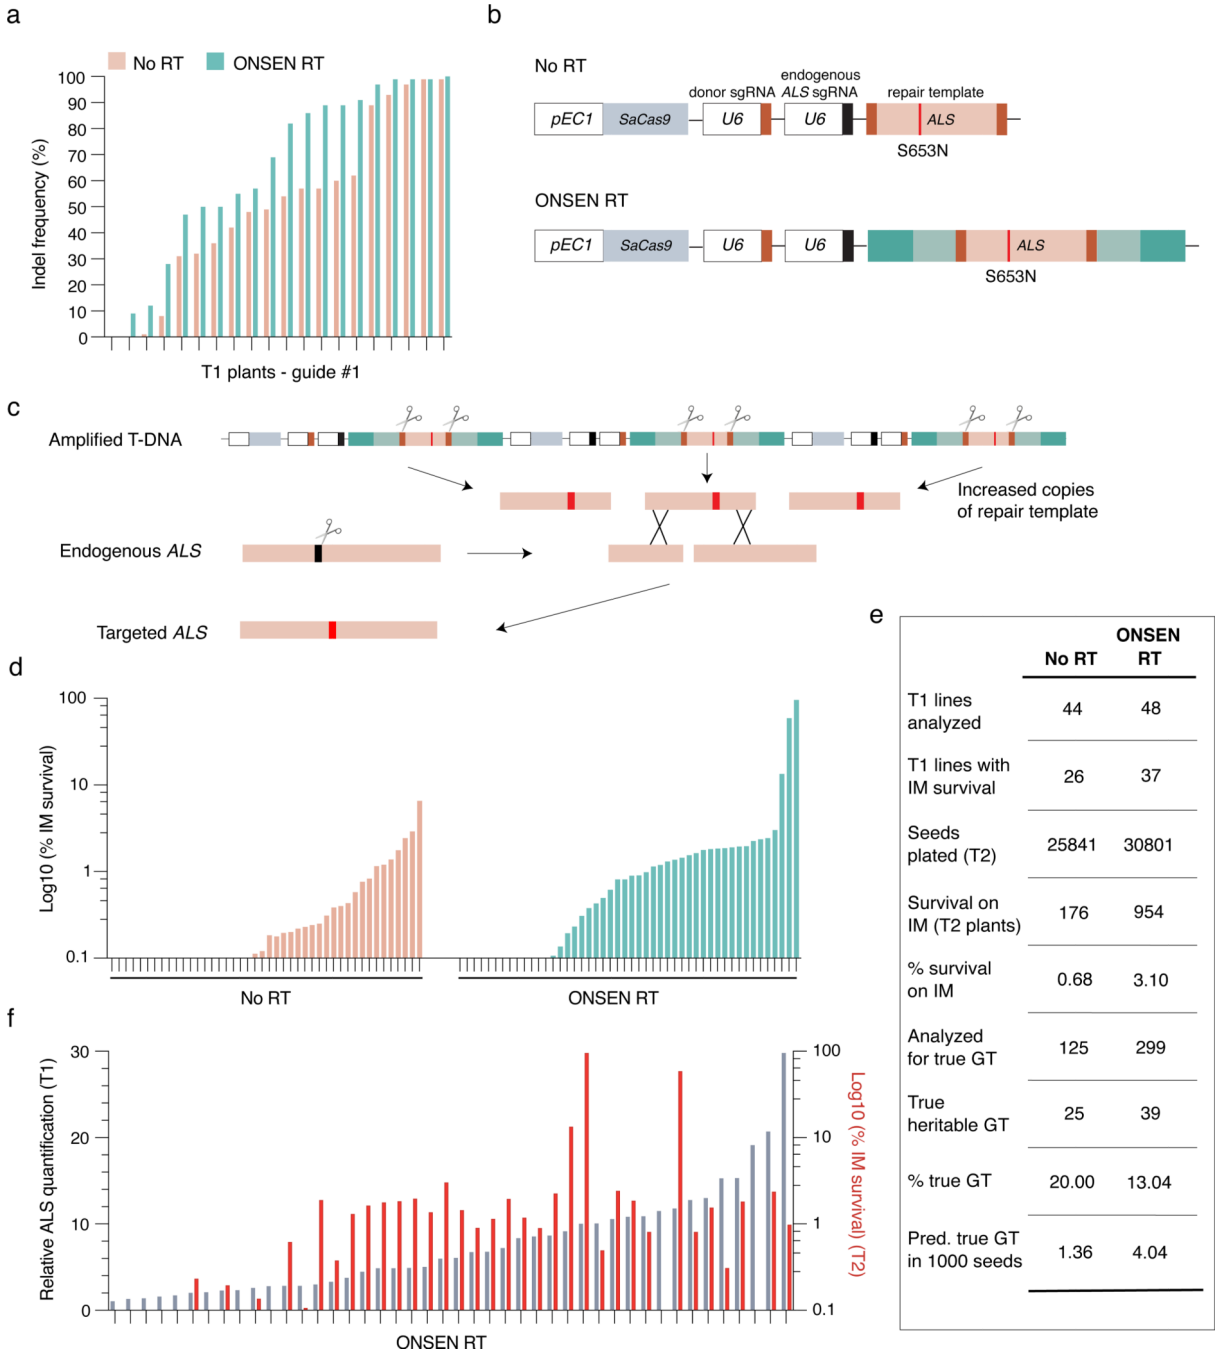 a
No RT
ONSEN RT
100
90
80
70
60
50
40
30
20
10
0
Indel frequency (%)
T1 plants - guide #1
b
No RT
donor sgRNA
endogenous
ALS sgRNA
repair template
pEC1
SaCas9
U6
U6
ALS
S653N
ONSEN RT
pEC1
SaCas9
U6
U6
ALS
S653N
c
Amplified T-DNA
Increased copies
of repair template
Endogenous ALS
Targeted ALS
d
100
10
1
0.1
Log10 (% IM survival)
No RT
ONSEN RT
e
No RT
ONSEN
RT
T1 lines
analyzed
44
48
T1 lines with
IM survival
26
37
Seeds
plated (T2)
25841
30801
Survival on
IM (T2 plants)
176
954
% survival
on IM
0.68
3.10
Analyzed
for true GT
125
299
True
heritable GT
25
39
% true GT
20.00
13.04
Pred. true GT
in 1000 seeds
1.36
4.04
f
30
20
10
0
Relative ALS quantification (T1)
100
10
1
0.1
Log10 (% IM survival) (T2)
ONSEN RT